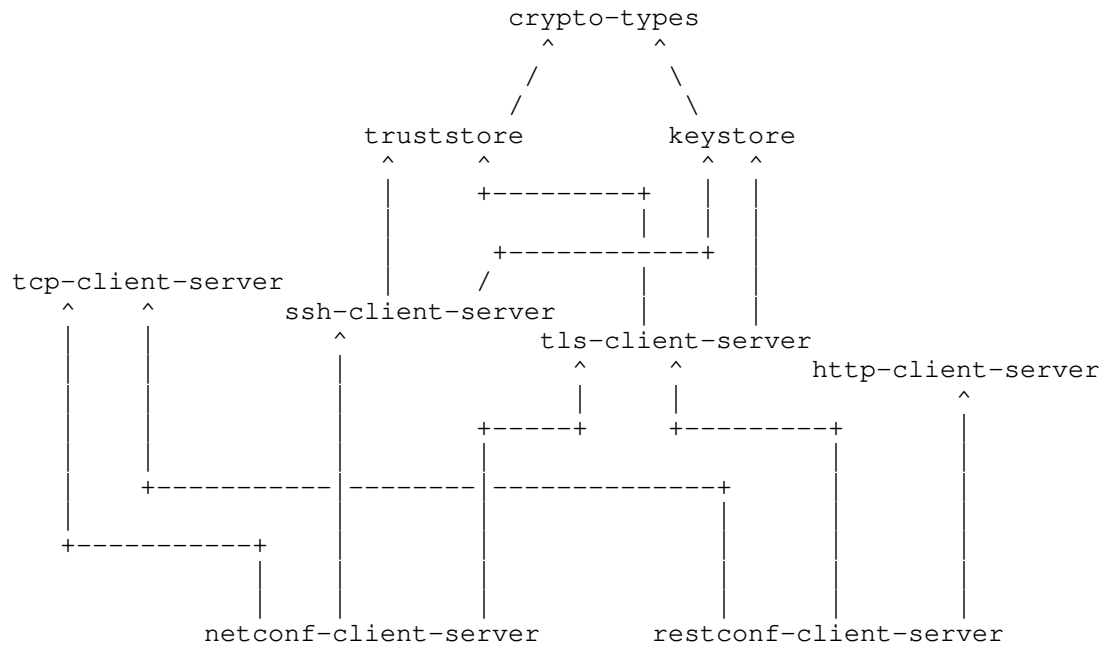 crypto-types
truststore keystore
tcp-client-server
ssh-client-server
tls-client-server
http-client-server
netconf-client-server restconf-client-server